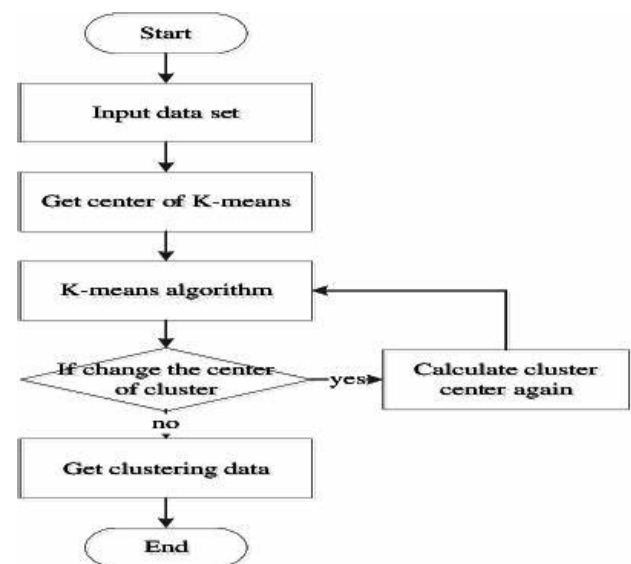 Start
Input data set
Get center of K-means
K-means algorithm
If change the center
of cluster
yes
Calculate cluster
center again
no
Get clustering data
End